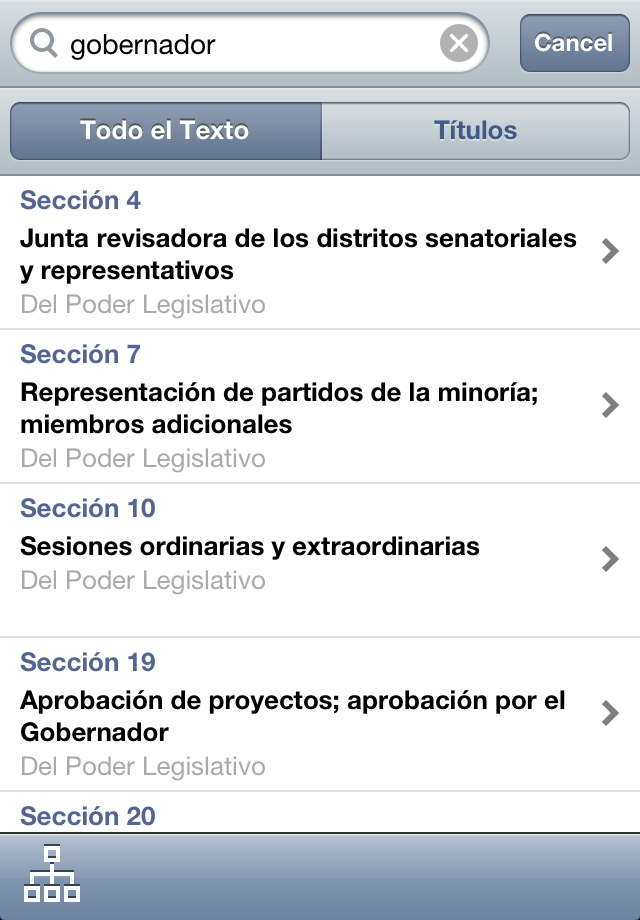 gobernador
Cancel
Todo el Texto
Títulos
Sección 4
Junta revisadora de los distritos senatoriales
y representativos
Del Poder Legislativo
Sección 7
Representación de partidos de la minoría;
miembros adicionales
Del Poder Legislativo
Sección 10
Sesiones ordinarias y extraordinarias
Del Poder Legislativo
Sección 19
Aprobación de proyectos; aprobación por el
Gobernador
Del Poder Legislativo
Sección 20